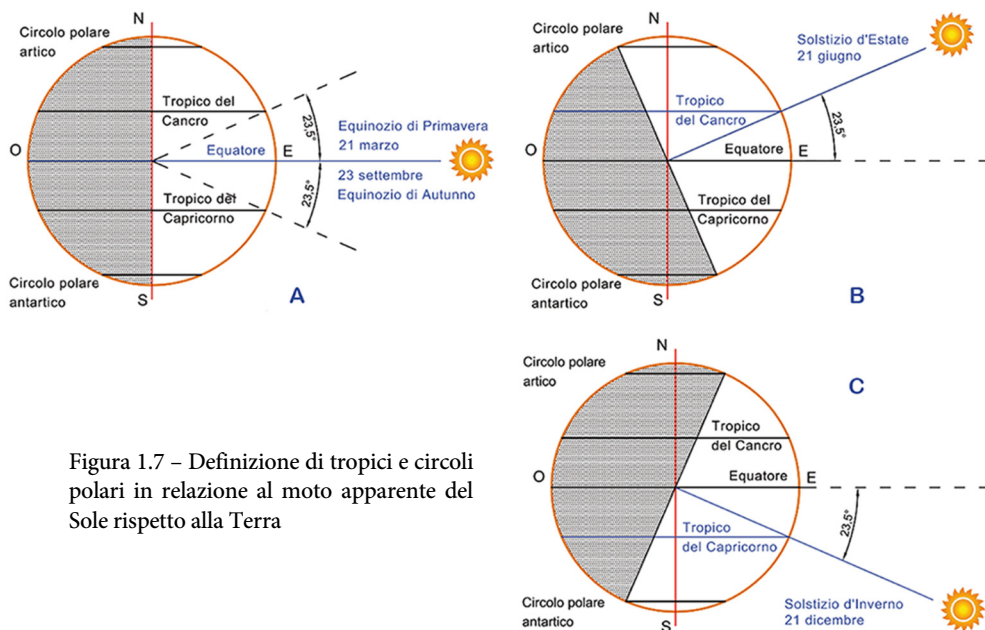 N
Circolo polare
artico
Tropico del
Cancro
23,5°
Equinozio di Primavera
21 marzo
O
Equatore
E
23 settembre
Equinozio di Autunno
23,5°
Tropico del
Capricorno
Circolo polare
antartico
S
A
N
Circolo polare
artico
Solstizio d'Estate
21 giugno
Tropico
del Cancro
23,5°
O
Equatore
E
Tropico del
Capricorno
Circolo polare
antartico
S
B
N
Circolo polare
artico
C
Tropico
del Cancro
O
Equatore
E
23,5°
Tropico
del Capricorno
Circolo polare
antartico
S
Solstizio d'Inverno
21 dicembre
Figura 1.7 – Definizione di tropici e circoli
polari in relazione al moto apparente del
Sole rispetto alla Terra